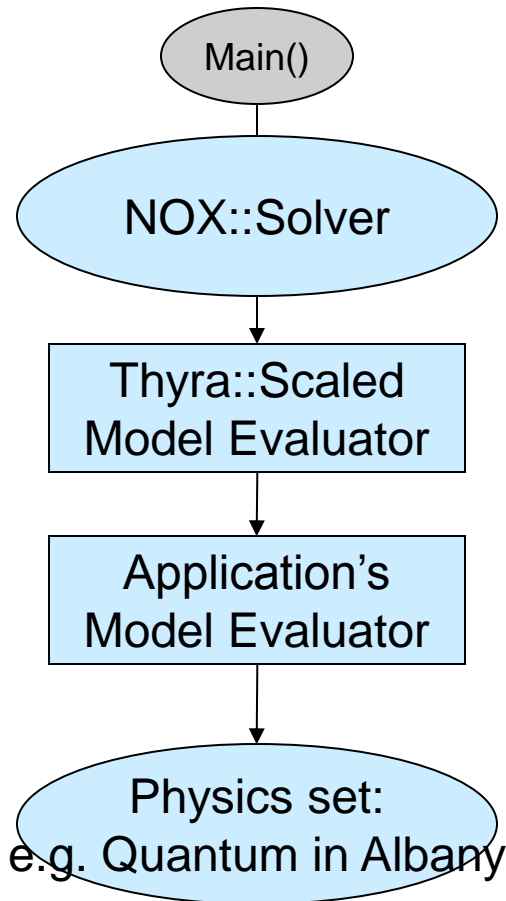 Main()
NOX::Solver
Thyra::Scaled
Model Evaluator
Application’s
Model Evaluator
Physics set:
e.g. Quantum in Albany